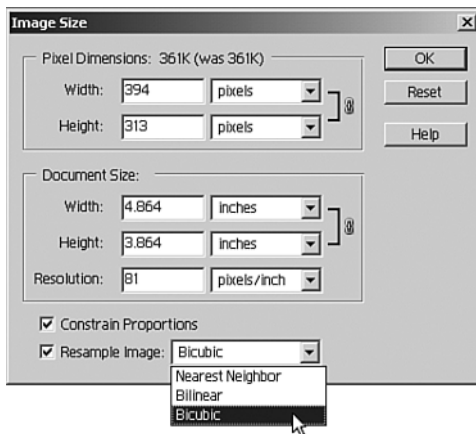 Image Size
Pixel Dimensions: 361K (was 361K)
Width: 394 pixels
Height: 313 pixels
OK
Reset
Help
Document Size:
Width: 4.864 inches
Height: 3.864 inches
Resolution: 81 pixels/inch
Constrain Proportions
Resample Image: Bicubic
Nearest Neighbor
Bilinear
Bicubic